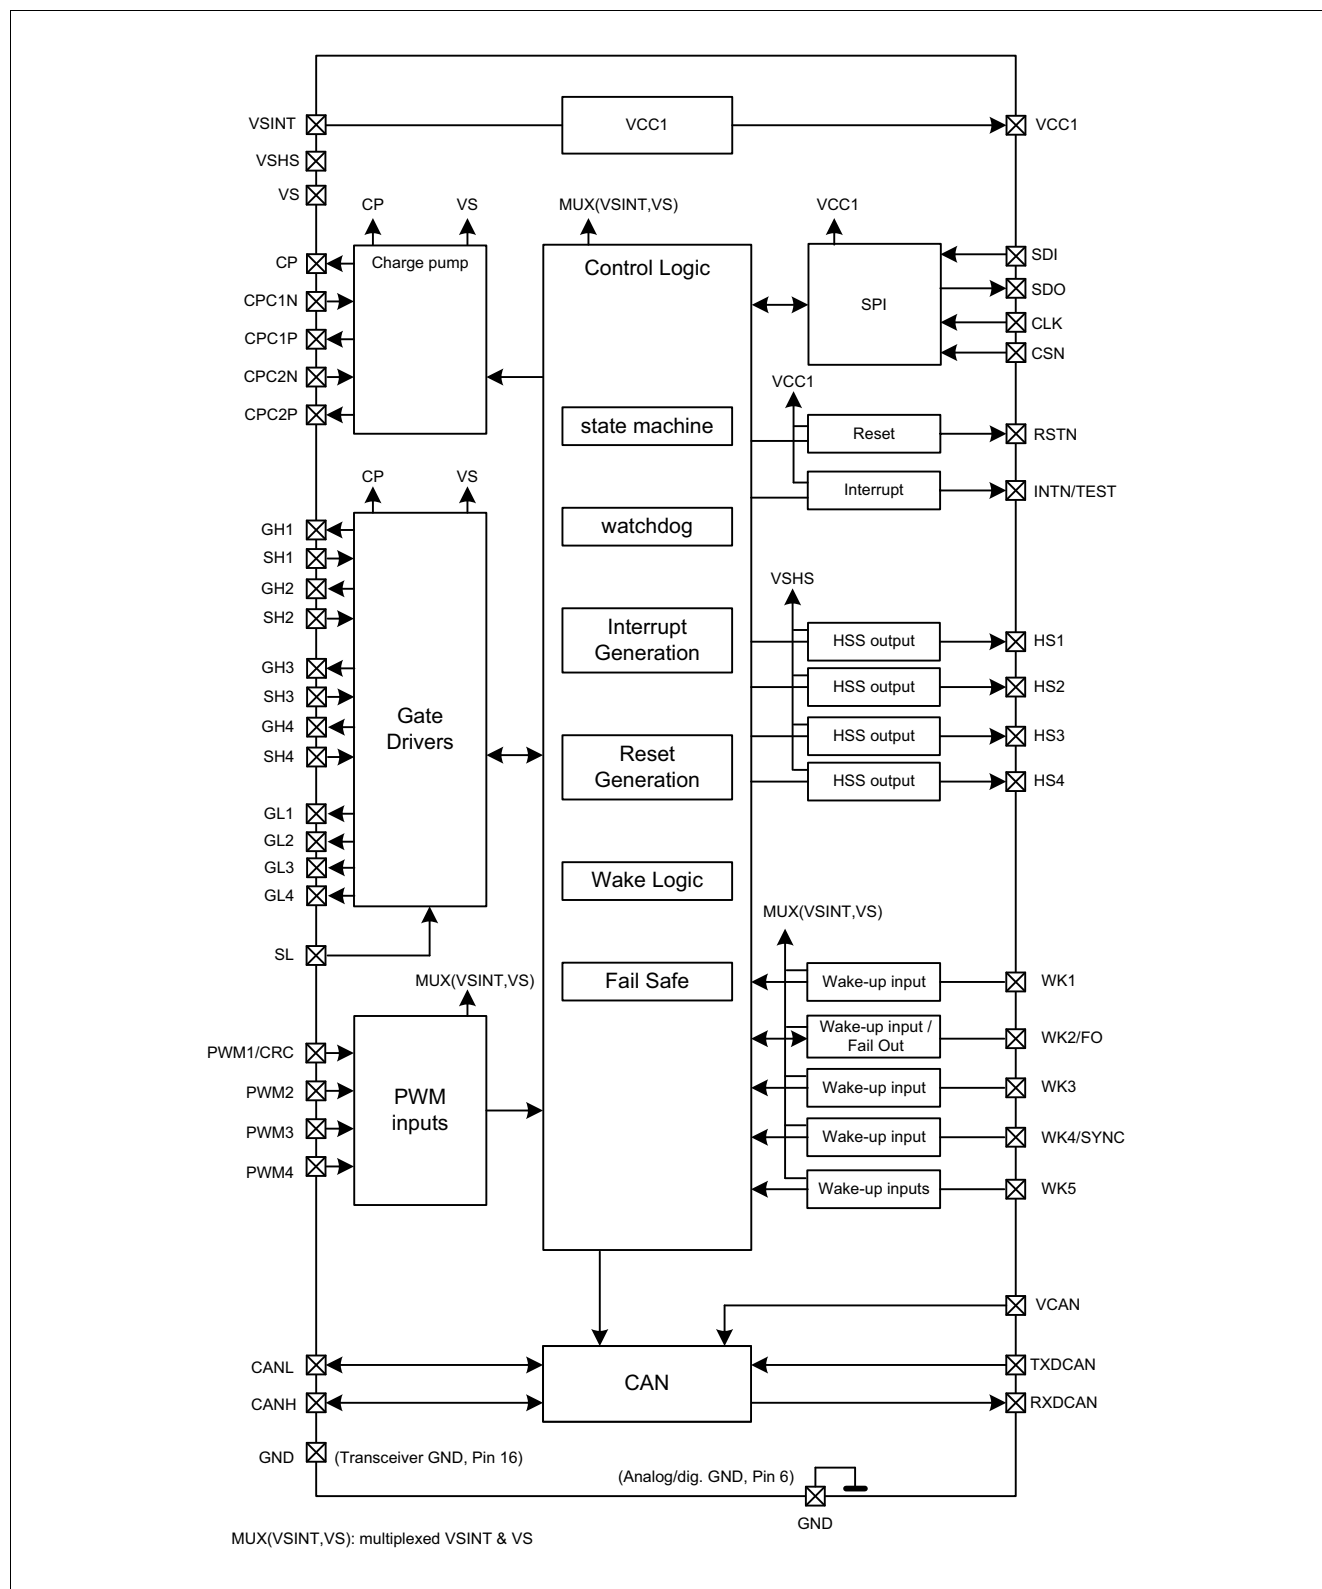 VSINT
VCC1
VCC1
VSHS
VS
CP
VS
MUX(VSINT,VS)
VCC1
CP
Charge pump
CPC1N
CPC1P
CPC2N
CPC2P
Control Logic
SPI
SDI
SDO
CLK
CSN
VCC1
state machine
Reset
RSTN
Interrupt
INTN/TEST
CP
VS
GH1
SH1
GH2
SH2
GH3
SH3
GH4
SH4
GL1
GL2
GL3
GL4
SL
Gate
Drivers
watchdog
Interrupt
Generation
Reset
Generation
Wake Logic
Fail Safe
VSHS
HSS output
HS1
HSS output
HS2
HSS output
HS3
HSS output
HS4
MUX(VSINT,VS)
Wake-up input
WK1
Wake-up input /
Fail Out
WK2/FO
Wake-up input
WK3
Wake-up input
WK4/SYNC
Wake-up inputs
WK5
MUX(VSINT,VS)
PWM1/CRC
PWM2
PWM3
PWM4
PWM
inputs
VCAN
CANL
CANH
CAN
TXDCAN
RXDCAN
GND
(Transceiver GND, Pin 16)
(Analog/dig. GND, Pin 6)
GND
MUX(VSINT,VS): multiplexed VSINT & VS